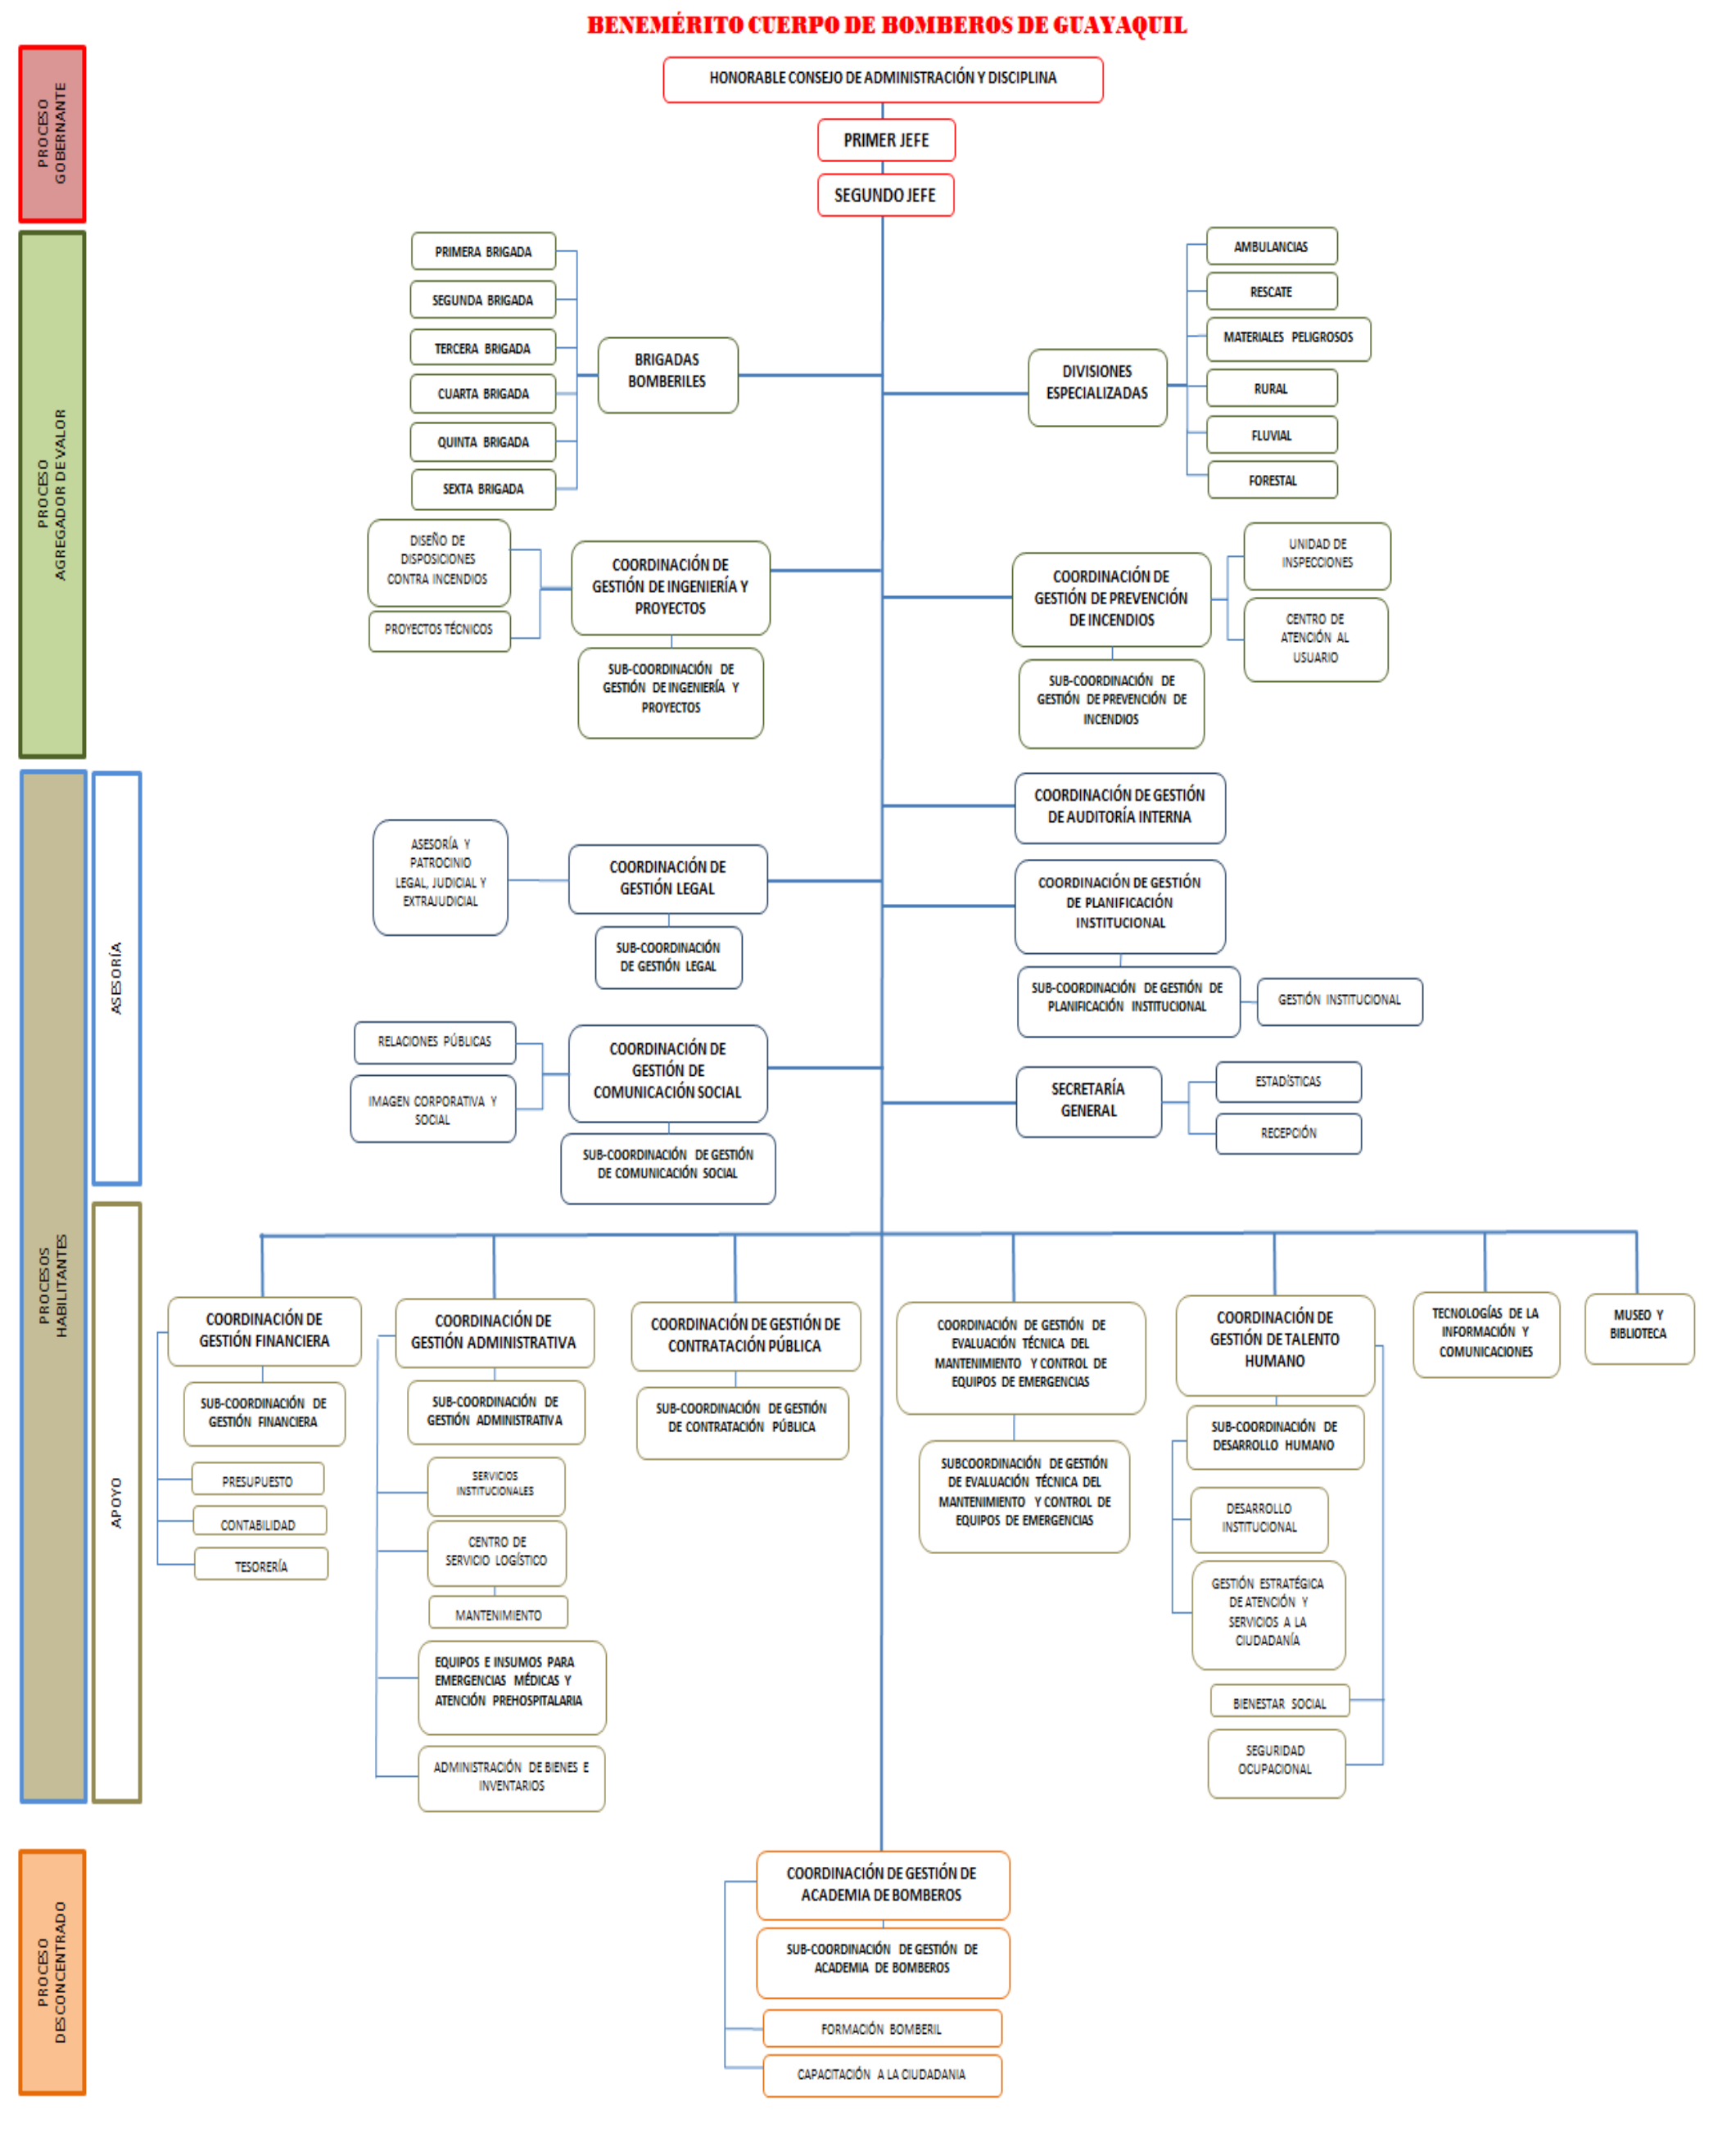 BENEMÉRITO CUERPO DE BOMBEROS DE GUAYAQUIL
PROCESO
GOBERNANTE
HONORABLE CONSEJO DE ADMINISTRACIÓN Y DISCIPLINA
PRIMER JEFE
SEGUNDO JEFE
PROCESO
AGREGADOR DE VALOR
PRIMERA BRIGADA
SEGUNDA BRIGADA
TERCERA BRIGADA
CUARTA BRIGADA
QUINTA BRIGADA
SEXTA BRIGADA
BRIGADAS
BOMBERILES
DIVISIONES
ESPECIALIZADAS
AMBULANCIAS
RESCATE
MATERIALES PELIGROSOS
RURAL
FLUVIAL
FORESTAL
DISEÑO DE
DISPOSICIONES
CONTRA INCENDIOS
PROYECTOS TÉCNICOS
COORDINACIÓN DE
GESTIÓN DE INGENIERÍA Y
PROYECTOS
SUB-COORDINACIÓN DE
GESTIÓN DE INGENIERÍA Y
PROYECTOS
COORDINACIÓN DE
GESTIÓN DE PREVENCIÓN
DE INCENDIOS
SUB-COORDINACIÓN DE
GESTIÓN DE PREVENCIÓN DE
INCENDIOS
UNIDAD DE
INSPECCIONES
CENTRO DE
ATENCIÓN AL
USUARIO
PROCESOS
HABILITANTES
ASESORÍA
COORDINACIÓN DE GESTIÓN
DE AUDITORÍA INTERNA
ASESORÍA Y
PATROCINIO
LEGAL, JUDICIAL Y
EXTRAJUDICIAL
COORDINACIÓN DE
GESTIÓN LEGAL
SUB-COORDINACIÓN
DE GESTIÓN LEGAL
COORDINACIÓN DE GESTIÓN
DE PLANIFICACIÓN
INSTITUCIONAL
SUB-COORDINACIÓN DE GESTIÓN DE
PLANIFICACIÓN INSTITUCIONAL
GESTIÓN INSTITUCIONAL
RELACIONES PÚBLICAS
IMAGEN CORPORATIVA Y
SOCIAL
COORDINACIÓN DE
GESTIÓN DE
COMUNICACIÓN SOCIAL
SUB-COORDINACIÓN DE GESTIÓN
DE COMUNICACIÓN SOCIAL
SECRETARÍA
GENERAL
ESTADíSTICAS
RECEPCIÓN
APOYO
COORDINACIÓN DE
GESTIÓN FINANCIERA
SUB-COORDINACIÓN DE
GESTIÓN FINANCIERA
PRESUPUESTO
CONTABILIDAD
TESORERÍA
COORDINACIÓN DE
GESTIÓN ADMINISTRATIVA
SUB-COORDINACIÓN DE
GESTIÓN ADMINISTRATIVA
SERVICIOS
INSTITUCIONALES
CENTRO DE
SERVICIO LOGÍSTICO
MANTENIMIENTO
EQUIPOS E INSUMOS PARA
EMERGENCIAS MÉDICAS Y
ATENCIÓN PREHOSPITALARIA
ADMINISTRACIÓN DE BIENES E
INVENTARIOS
COORDINACIÓN DE GESTIÓN DE
CONTRATACIÓN PÚBLICA
SUB-COORDINACIÓN DE GESTIÓN
DE CONTRATACIÓN PÚBLICA
COORDINACIÓN DE GESTIÓN DE
EVALUACIÓN TÉCNICA DEL
MANTENIMIENTO Y CONTROL DE
EQUIPOS DE EMERGENCIAS
SUBCOORDINACIÓN DE GESTIÓN
DE EVALUACIÓN TÉCNICA DEL
MANTENIMIENTO Y CONTROL DE
EQUIPOS DE EMERGENCIAS
COORDINACIÓN DE
GESTIÓN DE TALENTO
HUMANO
SUB-COORDINACIÓN DE
DESARROLLO HUMANO
DESARROLLO
INSTITUCIONAL
GESTIÓN ESTRATÉGICA
DE ATENCIÓN Y
SERVICIOS A LA
CIUDADANÍA
BIENESTAR SOCIAL
SEGURIDAD
OCUPACIONAL
TECNOLOGÍAS DE LA
INFORMACIÓN Y
COMUNICACIONES
MUSEO Y
BIBLIOTECA
PROCESO
DESCONCENTRADO
COORDINACIÓN DE GESTIÓN DE
ACADEMIA DE BOMBEROS
SUB-COORDINACIÓN DE GESTIÓN DE
ACADEMIA DE BOMBEROS
FORMACIÓN BOMBERIL
CAPACITACIÓN A LA CIUDADANIA